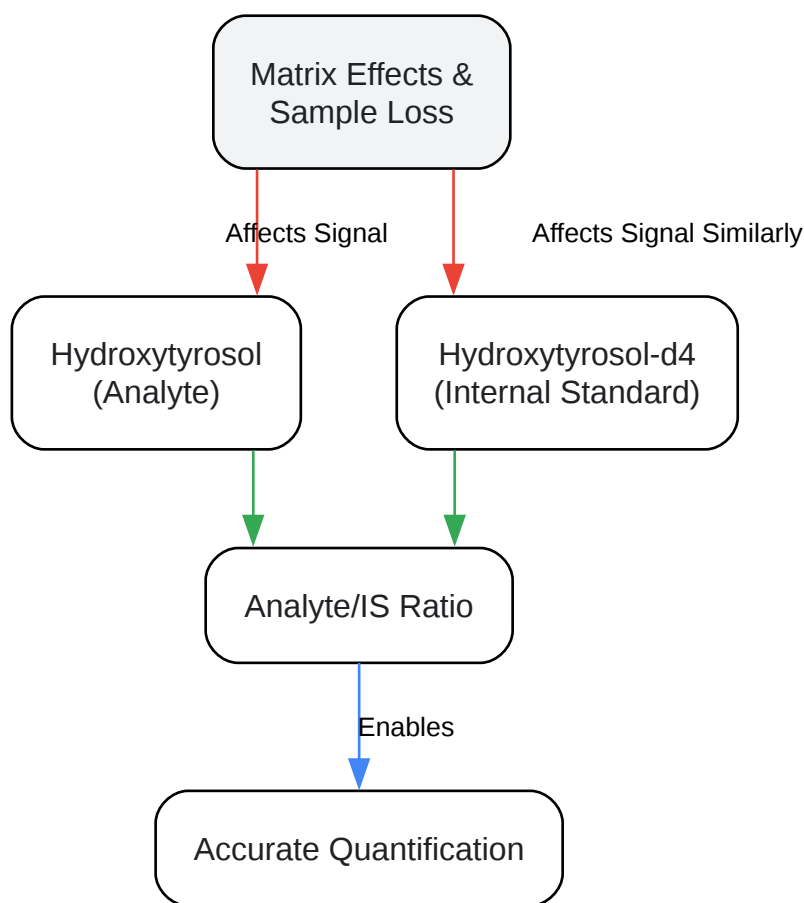 Matrix Effects &
Sample Loss
Affects Signal
Affects Signal Similarly
Hydroxytyrosol
(Analyte)
Hydroxytyrosol-d4
(Internal Standard)
Analyte/IS Ratio
Enables
Accurate Quantification